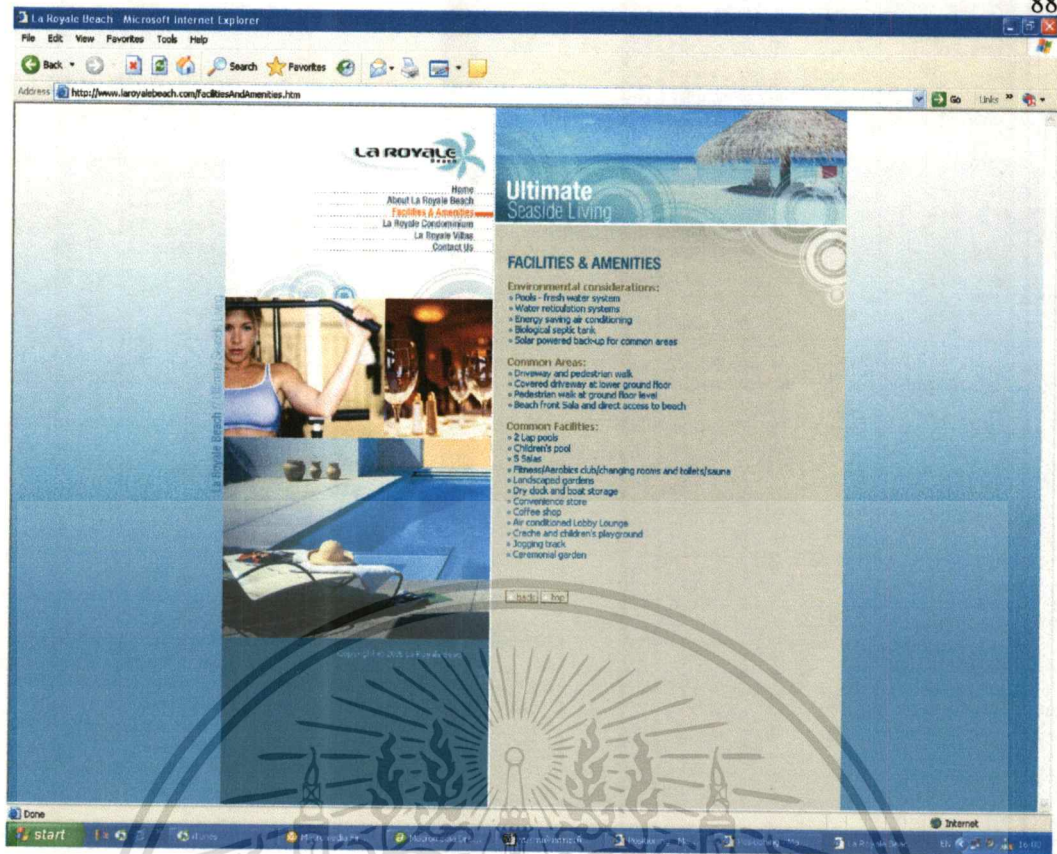 88
La Royale Beach - Microsoft Internet Explorer
File Edit View Favorites Tools Help
Back Search Favorites
Address http://www.laroyalebeach.com/FacilitiesAndAmenities.htm Go Links »
La ROYaLe
BEACH
Home
About La Royale Beach
Facilities & Amenities
La Royale Condominium
La Royale Villas
Contact Us
Ultimate
Seaside Living
La Royale Beach
FACILITIES & AMENITIES
Environmental considerations:
» Pools - fresh water system
» Water reticulation systems
» Energy saving air conditioning
» Biological septic tank
» Solar powered back-up for common areas
Common Areas:
» Driveway and pedestrian walk
» Covered driveway at lower ground floor
» Pedestrian walk at ground floor level
» Beach front Sala and direct access to beach
Common Facilities:
» 2 Lap pools
» Children's pool
» 5 Salas
» Fitness/Aerobics club/changing rooms and toilets/sauna
» Landscaped gardens
» Dry dock and boat storage
» Convenience store
» Coffee shop
» Air conditioned Lobby Lounge
» Creche and children's playground
» Jogging track
» Ceremonial garden
back top
Done Internet
start EN 16:00